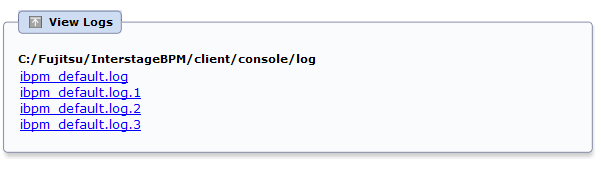 View Logs
C:/Fujitsu/InterstageBPM/client/console/log
ibpm_default.log
ibpm_default.log.1
ibpm_default.log.2
ibpm_default.log.3